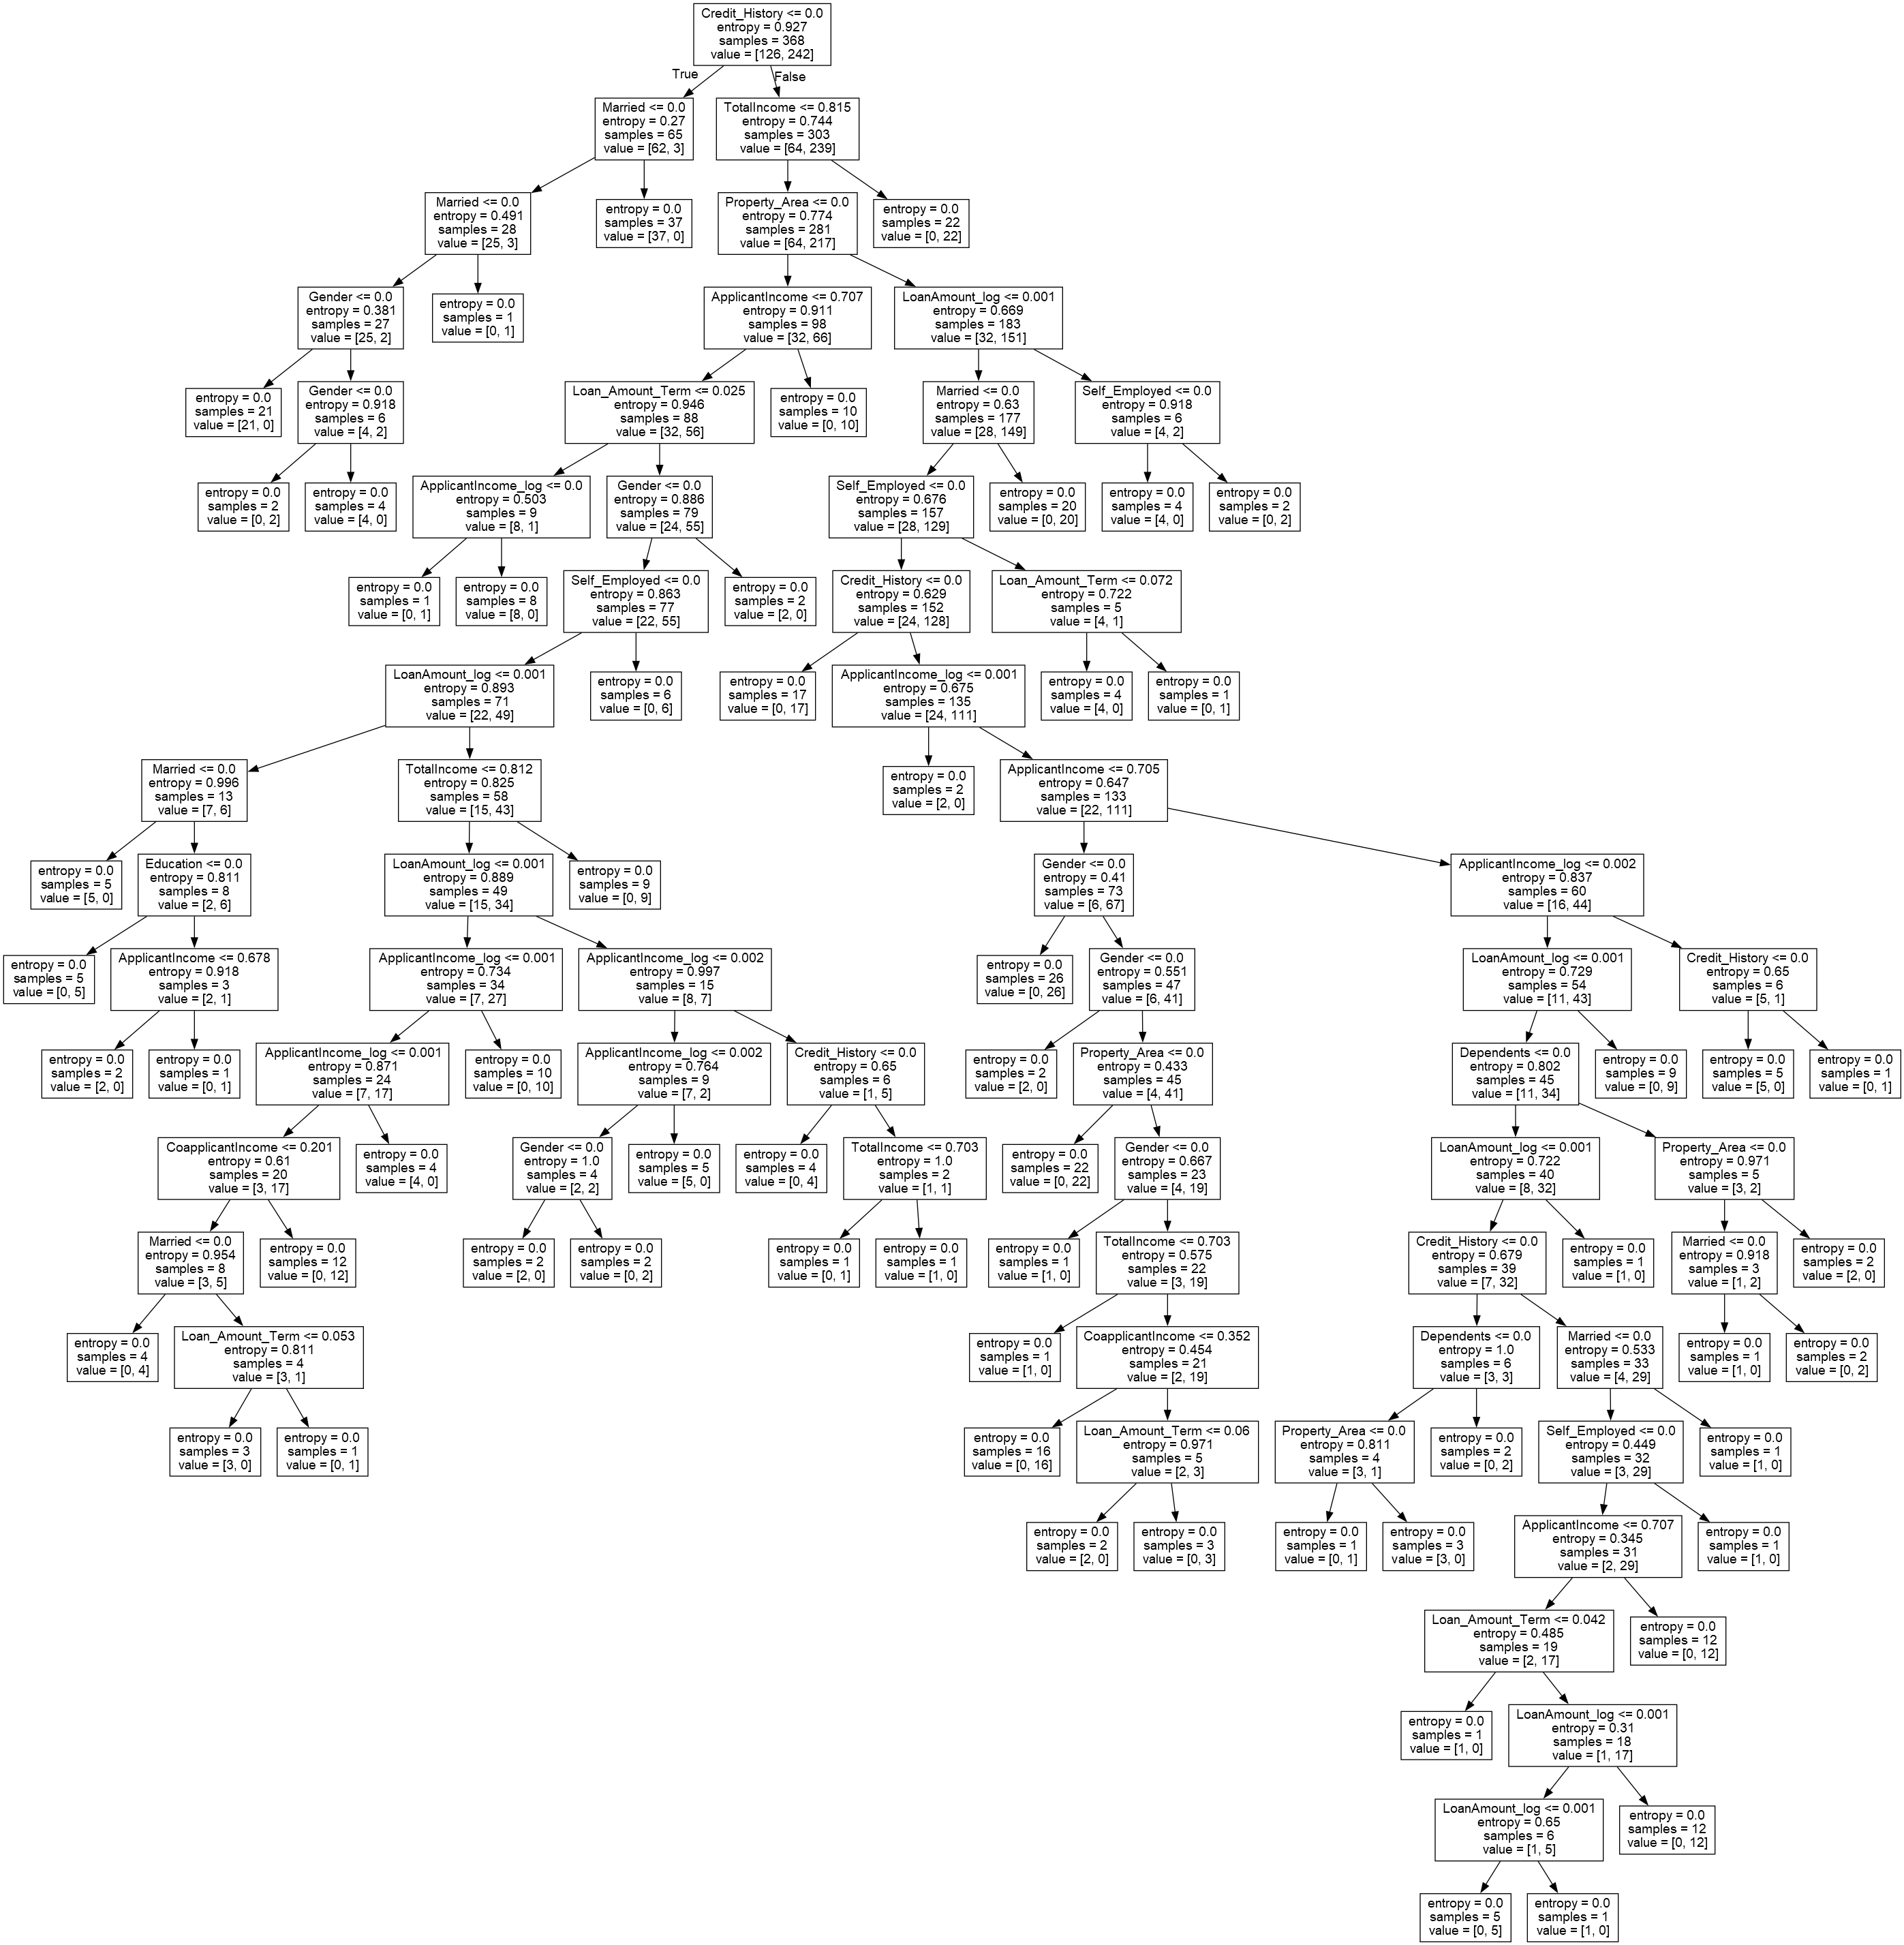 Credit_History <= 0.0
entropy = 0.927
samples = 368
value = [126, 242]
True
False
Married <= 0.0
entropy = 0.27
samples = 65
value = [62, 3]
TotalIncome <= 0.815
entropy = 0.744
samples = 303
value = [64, 239]
Married <= 0.0
entropy = 0.491
samples = 28
value = [25, 3]
entropy = 0.0
samples = 37
value = [37, 0]
Property_Area <= 0.0
entropy = 0.774
samples = 281
value = [64, 217]
entropy = 0.0
samples = 22
value = [0, 22]
Gender <= 0.0
entropy = 0.381
samples = 27
value = [25, 2]
entropy = 0.0
samples = 1
value = [0, 1]
ApplicantIncome <= 0.707
entropy = 0.911
samples = 98
value = [32, 66]
LoanAmount_log <= 0.001
entropy = 0.669
samples = 183
value = [32, 151]
entropy = 0.0
samples = 21
value = [21, 0]
Gender <= 0.0
entropy = 0.918
samples = 6
value = [4, 2]
Loan_Amount_Term <= 0.025
entropy = 0.946
samples = 88
value = [32, 56]
entropy = 0.0
samples = 10
value = [0, 10]
Married <= 0.0
entropy = 0.63
samples = 177
value = [28, 149]
Self_Employed <= 0.0
entropy = 0.918
samples = 6
value = [4, 2]
entropy = 0.0
samples = 2
value = [0, 2]
entropy = 0.0
samples = 4
value = [4, 0]
ApplicantIncome_log <= 0.0
entropy = 0.503
samples = 9
value = [8, 1]
Gender <= 0.0
entropy = 0.886
samples = 79
value = [24, 55]
Self_Employed <= 0.0
entropy = 0.676
samples = 157
value = [28, 129]
entropy = 0.0
samples = 20
value = [0, 20]
entropy = 0.0
samples = 4
value = [4, 0]
entropy = 0.0
samples = 2
value = [0, 2]
entropy = 0.0
samples = 1
value = [0, 1]
entropy = 0.0
samples = 8
value = [8, 0]
Self_Employed <= 0.0
entropy = 0.863
samples = 77
value = [22, 55]
entropy = 0.0
samples = 2
value = [2, 0]
Credit_History <= 0.0
entropy = 0.629
samples = 152
value = [24, 128]
Loan_Amount_Term <= 0.072
entropy = 0.722
samples = 5
value = [4, 1]
LoanAmount_log <= 0.001
entropy = 0.893
samples = 71
value = [22, 49]
entropy = 0.0
samples = 6
value = [0, 6]
entropy = 0.0
samples = 17
value = [0, 17]
ApplicantIncome_log <= 0.001
entropy = 0.675
samples = 135
value = [24, 111]
entropy = 0.0
samples = 4
value = [4, 0]
entropy = 0.0
samples = 1
value = [0, 1]
Married <= 0.0
entropy = 0.996
samples = 13
value = [7, 6]
TotalIncome <= 0.812
entropy = 0.825
samples = 58
value = [15, 43]
entropy = 0.0
samples = 2
value = [2, 0]
ApplicantIncome <= 0.705
entropy = 0.647
samples = 133
value = [22, 111]
entropy = 0.0
samples = 5
value = [5, 0]
Education <= 0.0
entropy = 0.811
samples = 8
value = [2, 6]
LoanAmount_log <= 0.001
entropy = 0.889
samples = 49
value = [15, 34]
entropy = 0.0
samples = 9
value = [0, 9]
Gender <= 0.0
entropy = 0.41
samples = 73
value = [6, 67]
ApplicantIncome_log <= 0.002
entropy = 0.837
samples = 60
value = [16, 44]
entropy = 0.0
samples = 5
value = [0, 5]
ApplicantIncome <= 0.678
entropy = 0.918
samples = 3
value = [2, 1]
ApplicantIncome_log <= 0.001
entropy = 0.734
samples = 34
value = [7, 27]
ApplicantIncome_log <= 0.002
entropy = 0.997
samples = 15
value = [8, 7]
entropy = 0.0
samples = 26
value = [0, 26]
Gender <= 0.0
entropy = 0.551
samples = 47
value = [6, 41]
LoanAmount_log <= 0.001
entropy = 0.729
samples = 54
value = [11, 43]
Credit_History <= 0.0
entropy = 0.65
samples = 6
value = [5, 1]
entropy = 0.0
samples = 2
value = [2, 0]
entropy = 0.0
samples = 1
value = [0, 1]
ApplicantIncome_log <= 0.001
entropy = 0.871
samples = 24
value = [7, 17]
entropy = 0.0
samples = 10
value = [0, 10]
ApplicantIncome_log <= 0.002
entropy = 0.764
samples = 9
value = [7, 2]
Credit_History <= 0.0
entropy = 0.65
samples = 6
value = [1, 5]
entropy = 0.0
samples = 2
value = [2, 0]
Property_Area <= 0.0
entropy = 0.433
samples = 45
value = [4, 41]
Dependents <= 0.0
entropy = 0.802
samples = 45
value = [11, 34]
entropy = 0.0
samples = 9
value = [0, 9]
entropy = 0.0
samples = 5
value = [5, 0]
entropy = 0.0
samples = 1
value = [0, 1]
CoapplicantIncome <= 0.201
entropy = 0.61
samples = 20
value = [3, 17]
entropy = 0.0
samples = 4
value = [4, 0]
Gender <= 0.0
entropy = 1.0
samples = 4
value = [2, 2]
entropy = 0.0
samples = 5
value = [5, 0]
entropy = 0.0
samples = 4
value = [0, 4]
TotalIncome <= 0.703
entropy = 1.0
samples = 2
value = [1, 1]
entropy = 0.0
samples = 22
value = [0, 22]
Gender <= 0.0
entropy = 0.667
samples = 23
value = [4, 19]
LoanAmount_log <= 0.001
entropy = 0.722
samples = 40
value = [8, 32]
Property_Area <= 0.0
entropy = 0.971
samples = 5
value = [3, 2]
Married <= 0.0
entropy = 0.954
samples = 8
value = [3, 5]
entropy = 0.0
samples = 12
value = [0, 12]
entropy = 0.0
samples = 2
value = [2, 0]
entropy = 0.0
samples = 2
value = [0, 2]
entropy = 0.0
samples = 1
value = [0, 1]
entropy = 0.0
samples = 1
value = [1, 0]
entropy = 0.0
samples = 1
value = [1, 0]
TotalIncome <= 0.703
entropy = 0.575
samples = 22
value = [3, 19]
Credit_History <= 0.0
entropy = 0.679
samples = 39
value = [7, 32]
entropy = 0.0
samples = 1
value = [1, 0]
Married <= 0.0
entropy = 0.918
samples = 3
value = [1, 2]
entropy = 0.0
samples = 2
value = [2, 0]
entropy = 0.0
samples = 4
value = [0, 4]
Loan_Amount_Term <= 0.053
entropy = 0.811
samples = 4
value = [3, 1]
entropy = 0.0
samples = 1
value = [1, 0]
CoapplicantIncome <= 0.352
entropy = 0.454
samples = 21
value = [2, 19]
Dependents <= 0.0
entropy = 1.0
samples = 6
value = [3, 3]
Married <= 0.0
entropy = 0.533
samples = 33
value = [4, 29]
entropy = 0.0
samples = 1
value = [1, 0]
entropy = 0.0
samples = 2
value = [0, 2]
entropy = 0.0
samples = 3
value = [3, 0]
entropy = 0.0
samples = 1
value = [0, 1]
entropy = 0.0
samples = 16
value = [0, 16]
Loan_Amount_Term <= 0.06
entropy = 0.971
samples = 5
value = [2, 3]
Property_Area <= 0.0
entropy = 0.811
samples = 4
value = [3, 1]
entropy = 0.0
samples = 2
value = [0, 2]
Self_Employed <= 0.0
entropy = 0.449
samples = 32
value = [3, 29]
entropy = 0.0
samples = 1
value = [1, 0]
entropy = 0.0
samples = 2
value = [2, 0]
entropy = 0.0
samples = 3
value = [0, 3]
entropy = 0.0
samples = 1
value = [0, 1]
entropy = 0.0
samples = 3
value = [3, 0]
ApplicantIncome <= 0.707
entropy = 0.345
samples = 31
value = [2, 29]
entropy = 0.0
samples = 1
value = [1, 0]
Loan_Amount_Term <= 0.042
entropy = 0.485
samples = 19
value = [2, 17]
entropy = 0.0
samples = 12
value = [0, 12]
entropy = 0.0
samples = 1
value = [1, 0]
LoanAmount_log <= 0.001
entropy = 0.31
samples = 18
value = [1, 17]
LoanAmount_log <= 0.001
entropy = 0.65
samples = 6
value = [1, 5]
entropy = 0.0
samples = 12
value = [0, 12]
entropy = 0.0
samples = 5
value = [0, 5]
entropy = 0.0
samples = 1
value = [1, 0]